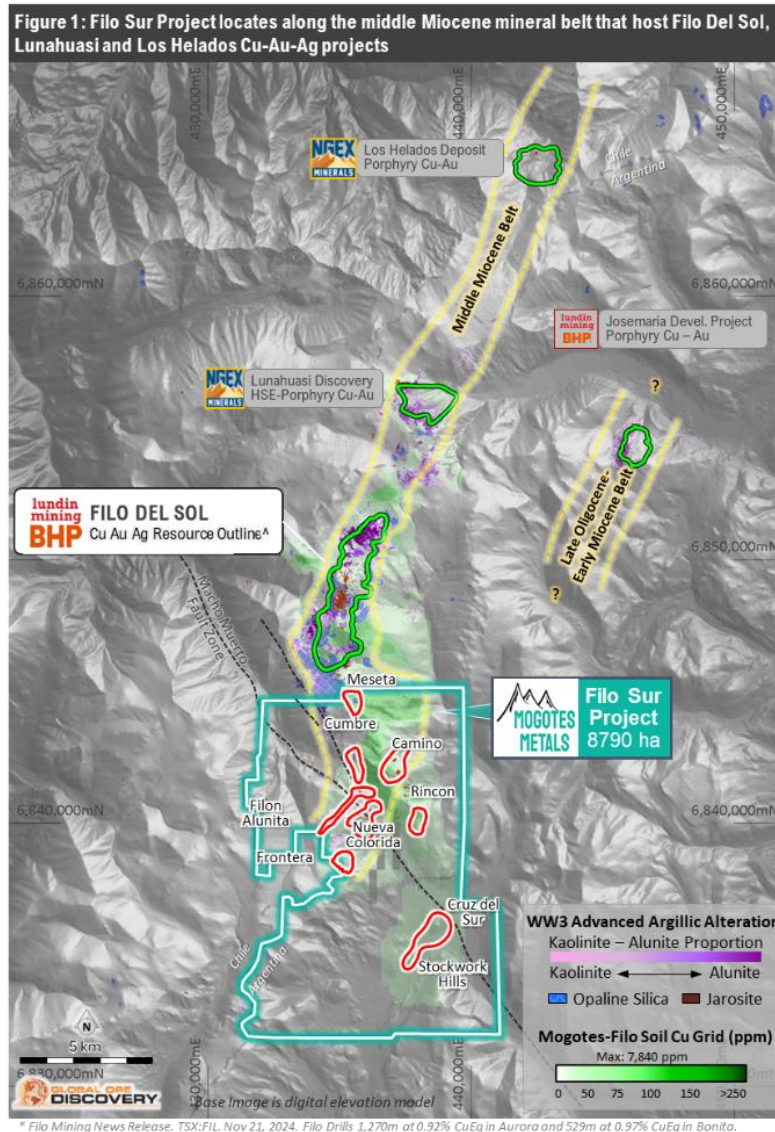 Figure 1: Filo Sur Project locates along the middle Miocene mineral belt that host Filo Del Sol,
Lunahuasi and Los Helados Cu-Au-Ag projects
430,000mE
440,000mE
450,000mE
NGEX
MINERALS
Los Helados Deposit
Porphyry Cu-Au
Chile
Argentina
Middle Miocene Belt
6,860,000mN
6,860,000mN
lundin
mining
BHP
Josemaria Devel. Project
Porphyry Cu – Au
NGEX
MINERALS
Lunahuasi Discovery
HSE-Porphyry Cu-Au
?
Late Oligocene-
Early Miocene Belt
?
lundin
mining
BHP
FILO DEL SOL
Cu Au Ag Resource Outline^
6,850,000mN
Macho Muerto
Fault Zone
Meseta
MOGOTES
METALS
Filo Sur
Project
8790 ha
Cumbre
Camino
Rincon
6,840,000mN
6,840,000mN
Filon
Alunita
Nueva
Colorida
Frontera
Cruz del
Sur
Stockwork
Hills
Chile
Argentina
WW3 Advanced Argillic Alteration
Kaolinite – Alunite Proportion
Kaolinite
Alunite
Opaline Silica
Jarosite
Mogotes-Filo Soil Cu Grid (ppm)
Max: 7,840 ppm
0 50 75 100 150 >250
N
5 km
6,830,000mN
430,000mE
440,000mE
GLOBAL ORE
DISCOVERY
Base Image is digital elevation model
* Filo Mining News Release. TSX:FIL. Nov 21, 2024. Filo Drills 1,270m at 0.92% CuEq in Aurora and 529m at 0.97% CuEq in Bonita.